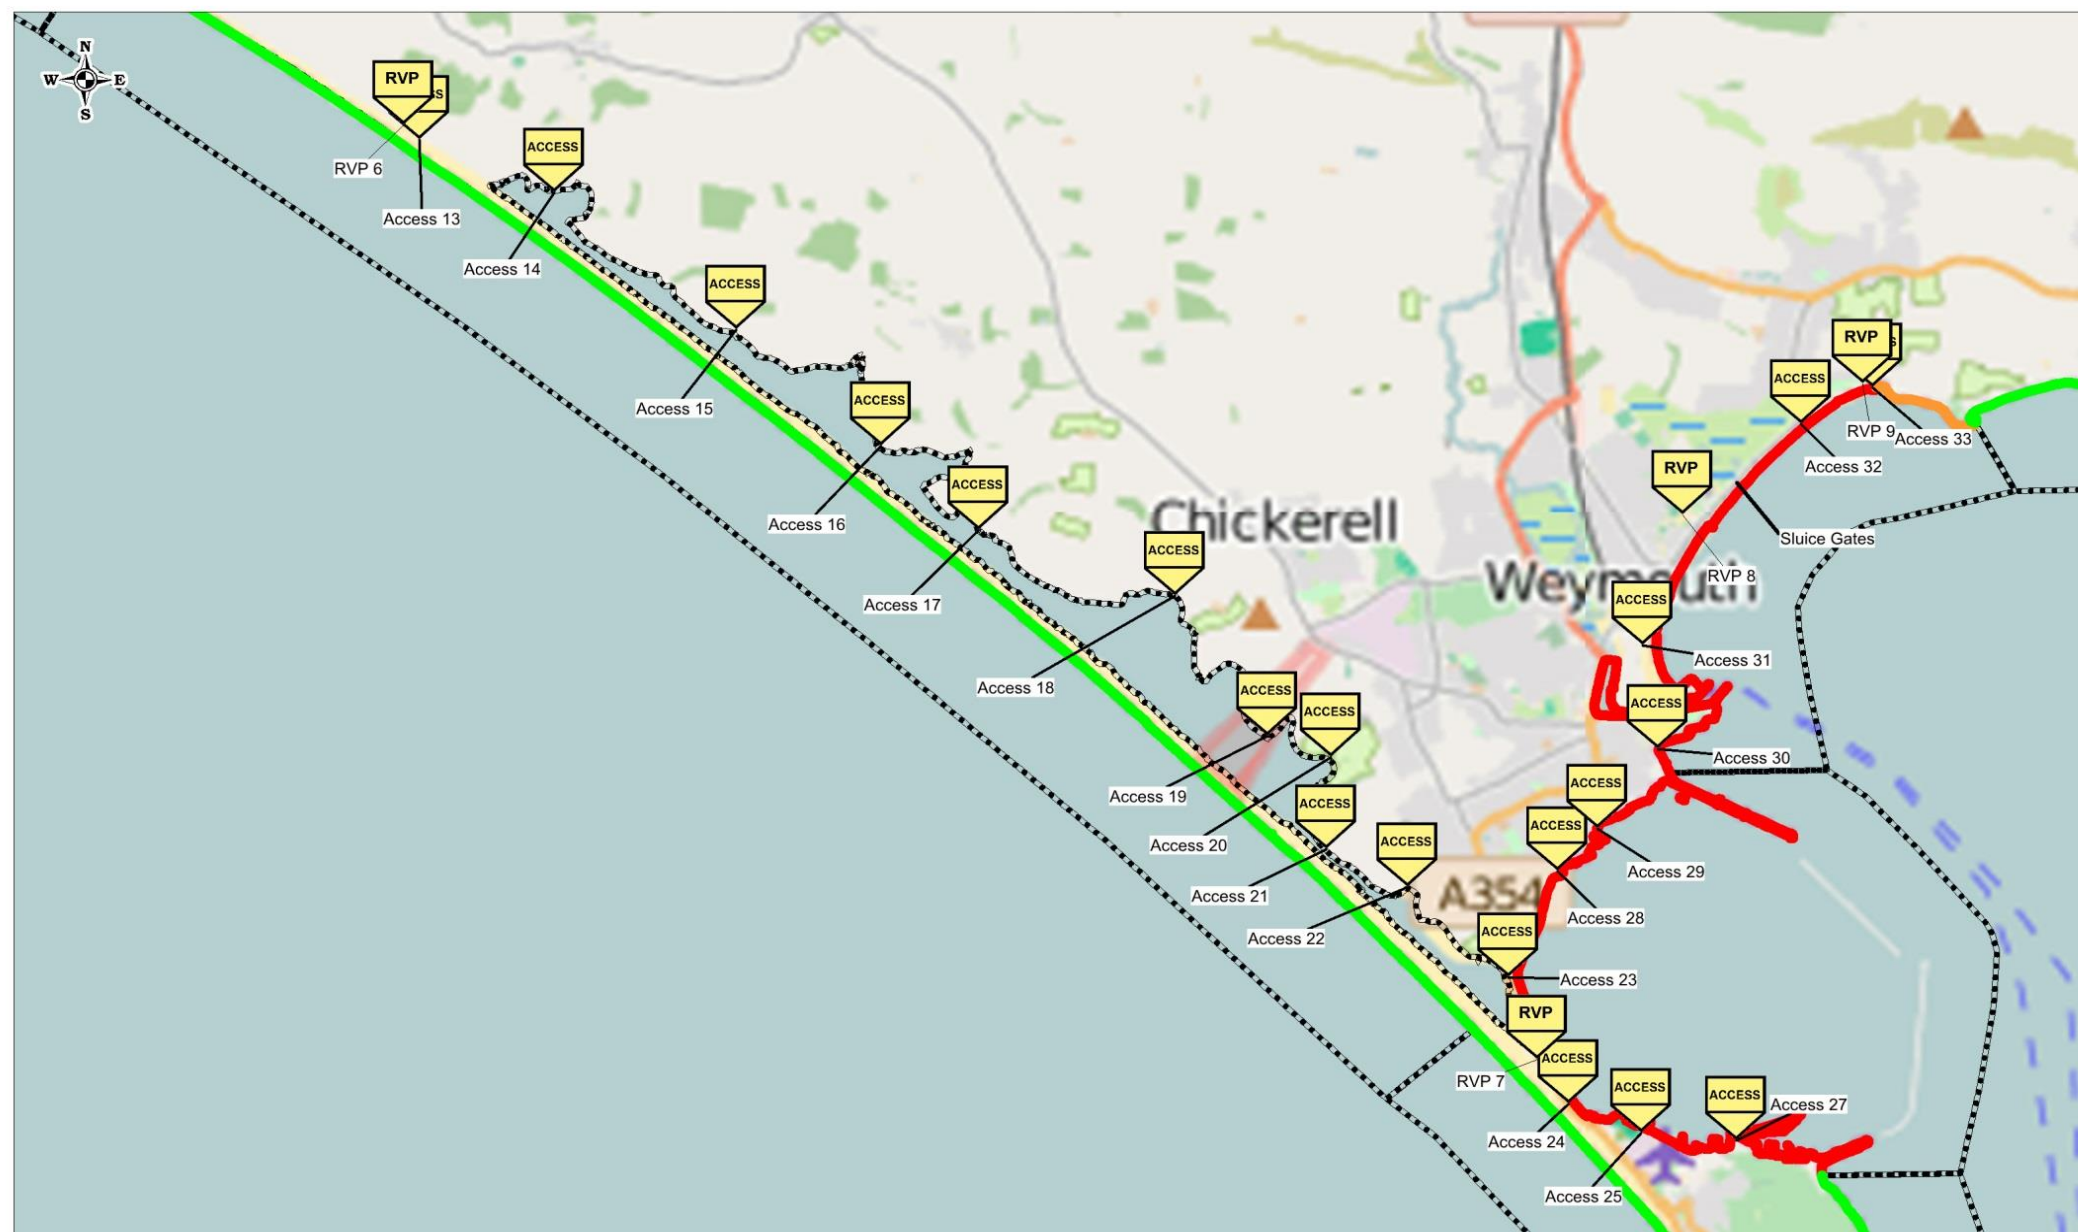 N
W E
S
RVP
SS
RVP 6
Access 13
ACCESS
Access 14
ACCESS
Access 15
ACCESS
Access 16
ACCESS
Access 17
Chickerell
ACCESS
Access 18
ACCESS
Access 19
ACCESS
Access 20
ACCESS
Access 21
ACCESS
Access 22
A354
ACCESS
Access 23
RVP
RVP 7
ACCESS
Access 24
ACCESS
Access 25
ACCESS
Access 27
ACCESS
Access 28
ACCESS
Access 29
ACCESS
Access 30
Weymouth
ACCESS
Access 31
RVP
RVP 8
Sluice Gates
ACCESS
Access 32
RVP
S
RVP 9
Access 33